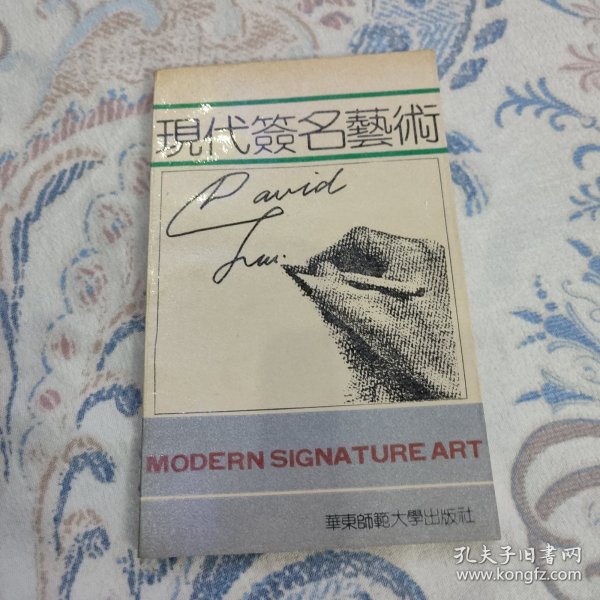 現代簽名藝術
David
MODERN SIGNATURE ART
華東師範大學出版社
孔夫子旧书网
www.kongfz.com